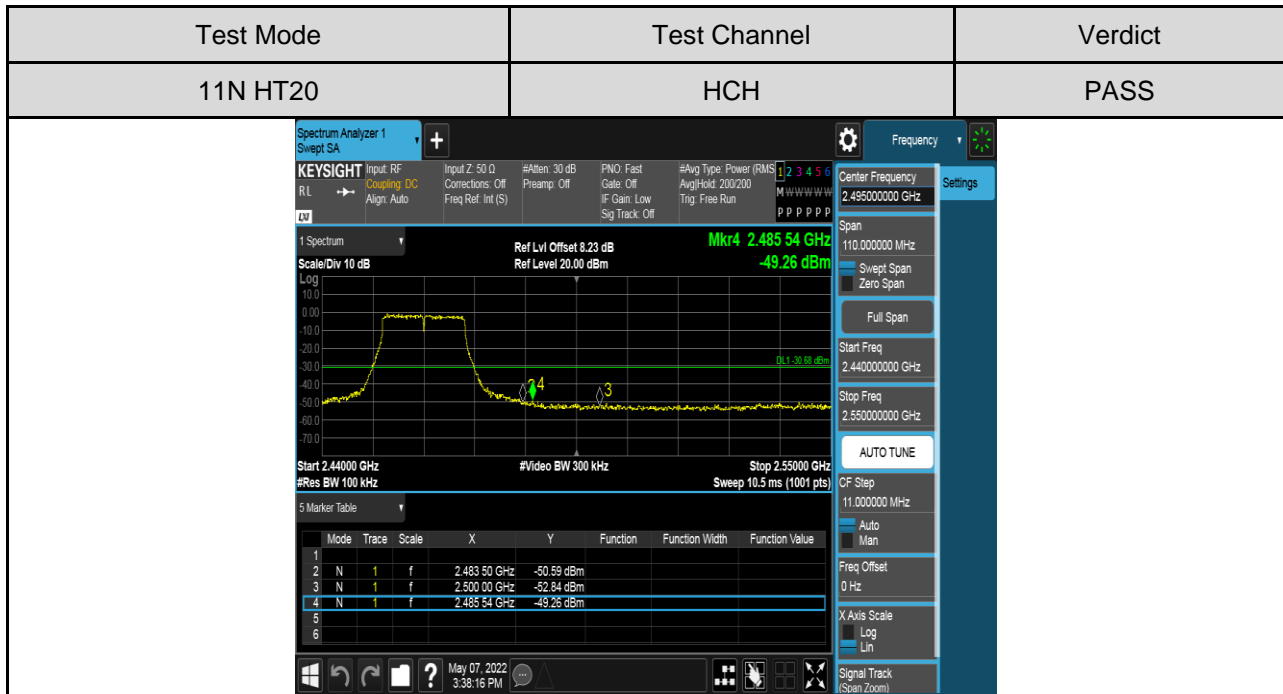 Test Mode Test Channel Verdict
11N HT20 HCH PASS
Spectrum Analyzer 1
Swept SA
+
Frequency
KEYSIGHT Input: RF Input Z: 50 Ω #Atten: 30 dB PNO: Fast #Avg Type: Power (RMS 1 2 3 4 5 6
RL Coupling: DC Corrections: Off Preamp: Off Gate: Off Avg|Hold: 200/200 M W W W W W
Align: Auto Freq Ref: Int (S) IF Gain: Low Trig: Free Run
LXI Sig Track: Off P P P P P P
Center Frequency
2.495000000 GHz
Settings
1 Spectrum
Ref Lvl Offset 8.23 dB Mkr4 2.485 54 GHz
Scale/Div 10 dB Ref Level 20.00 dBm -49.26 dBm
Log
10.0
0.00
-10.0
-20.0
-30.0
-40.0
-50.0
-60.0
-70.0
DL1 -30.68 dBm
4
3
Start 2.44000 GHz #Video BW 300 kHz Stop 2.55000 GHz
#Res BW 100 kHz Sweep 10.5 ms (1001 pts)
Span
110.000000 MHz
Swept Span
Zero Span
Full Span
Start Freq
2.440000000 GHz
Stop Freq
2.550000000 GHz
AUTO TUNE
CF Step
11.000000 MHz
Auto
Man
Freq Offset
0 Hz
X Axis Scale
Log
Lin
Signal Track
(Span Zoom)
5 Marker Table
Mode Trace Scale X Y Function Function Width Function Value
1
2 N 1 f 2.483 50 GHz -50.59 dBm
3 N 1 f 2.500 00 GHz -52.84 dBm
4 N 1 f 2.485 54 GHz -49.26 dBm
5
6
? May 07, 2022
3:38:16 PM